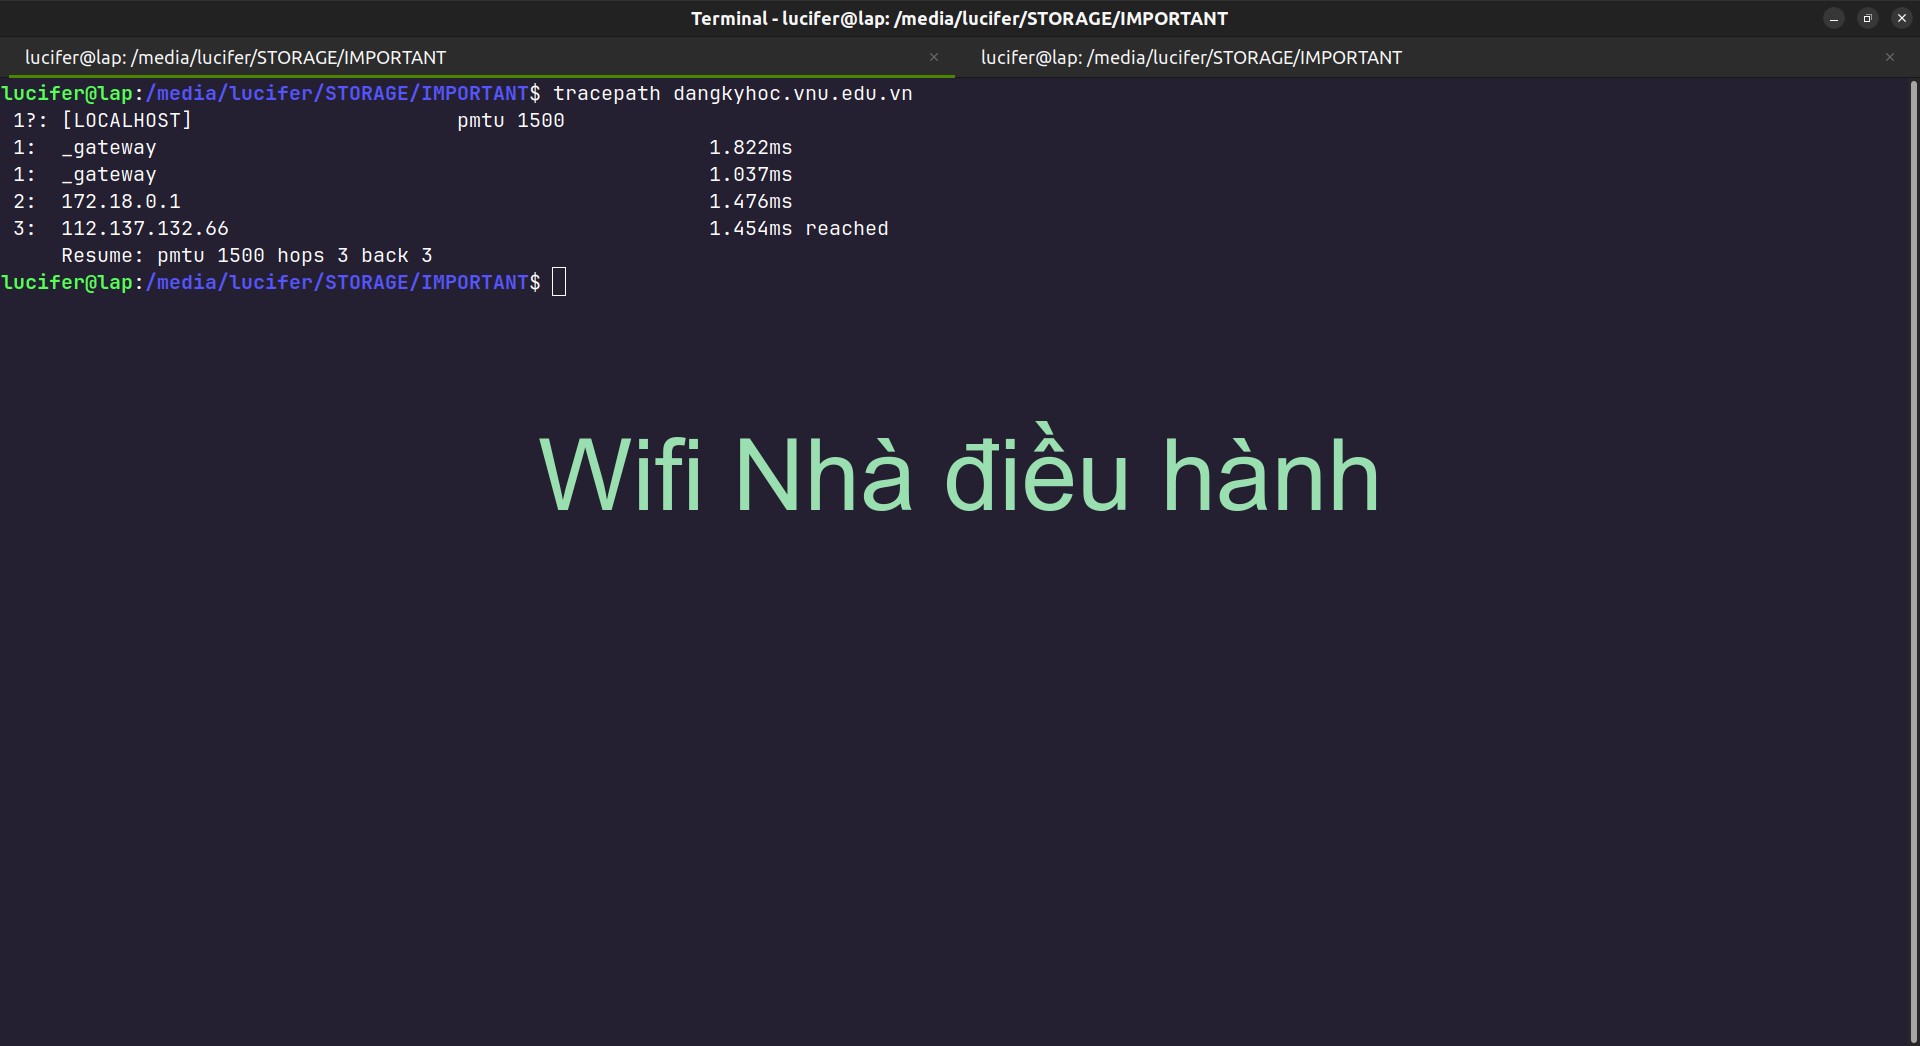 Terminal - lucifer@lap: /media/lucifer/STORAGE/IMPORTANT
lucifer@lap: /media/lucifer/STORAGE/IMPORTANT
lucifer@lap: /media/lucifer/STORAGE/IMPORTANT
lucifer@lap:/media/lucifer/STORAGE/IMPORTANT$ tracepath dangkyhoc.vnu.edu.vn
1?: [LOCALHOST] pmtu 1500
1: _gateway 1.822ms
1: _gateway 1.037ms
2: 172.18.0.1 1.476ms
3: 112.137.132.66 1.454ms reached
Resume: pmtu 1500 hops 3 back 3
lucifer@lap:/media/lucifer/STORAGE/IMPORTANT$
Wifi Nhà điều hành